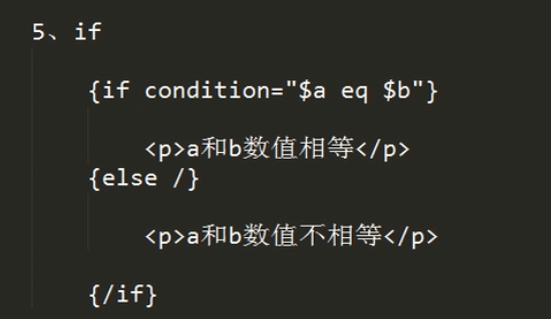 5、if
{if condition="$a eq $b"}
<p>a和b数值相等</p>
{else /}
<p>a和b数值不相等</p>
{/if}